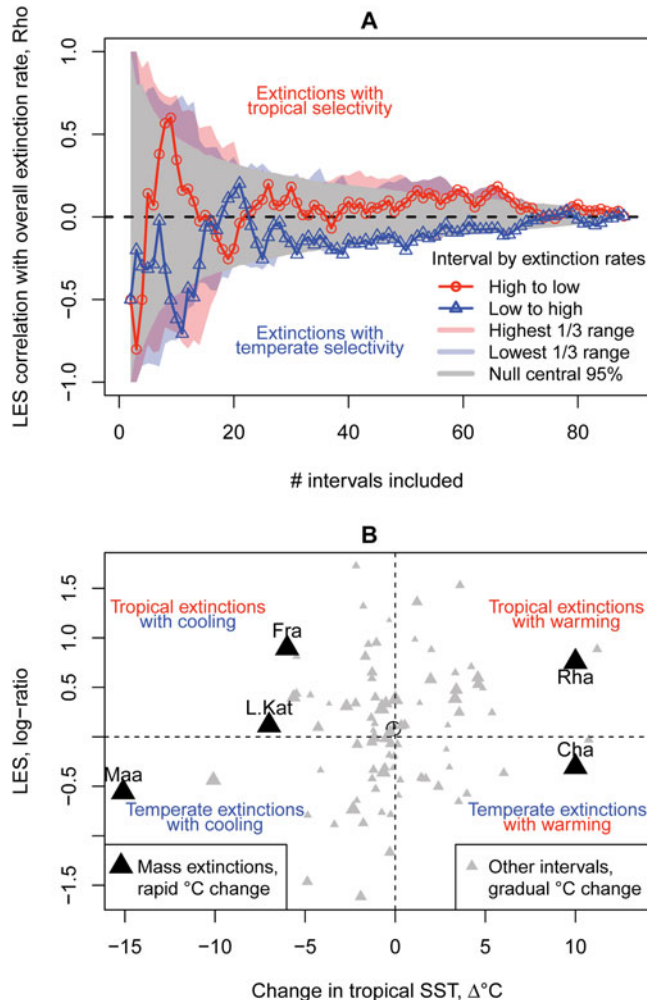 A
LES correlation with overall extinction rate, Rho
1.0
0.5
0.0
−0.5
−1.0
Extinctions with
tropical selectivity
Extinctions with
temperate selectivity
Interval by extinction rates
High to low
Low to high
Highest 1/3 range
Lowest 1/3 range
Null central 95%
0 20 40 60 80
# intervals included
B
LES, log−ratio
1.5
1.0
0.5
−0.5
−1.5
Tropical extinctions
with cooling
Tropical extinctions
with warming
Fra
Rha
L.Kat
Cha
Maa
Temperate extinctions
with cooling
Temperate extinctions
with warming
Mass extinctions,
rapid °C change
Other intervals,
gradual °C change
−15 −10 −5 0 5 10
Change in tropical SST, Δ°C